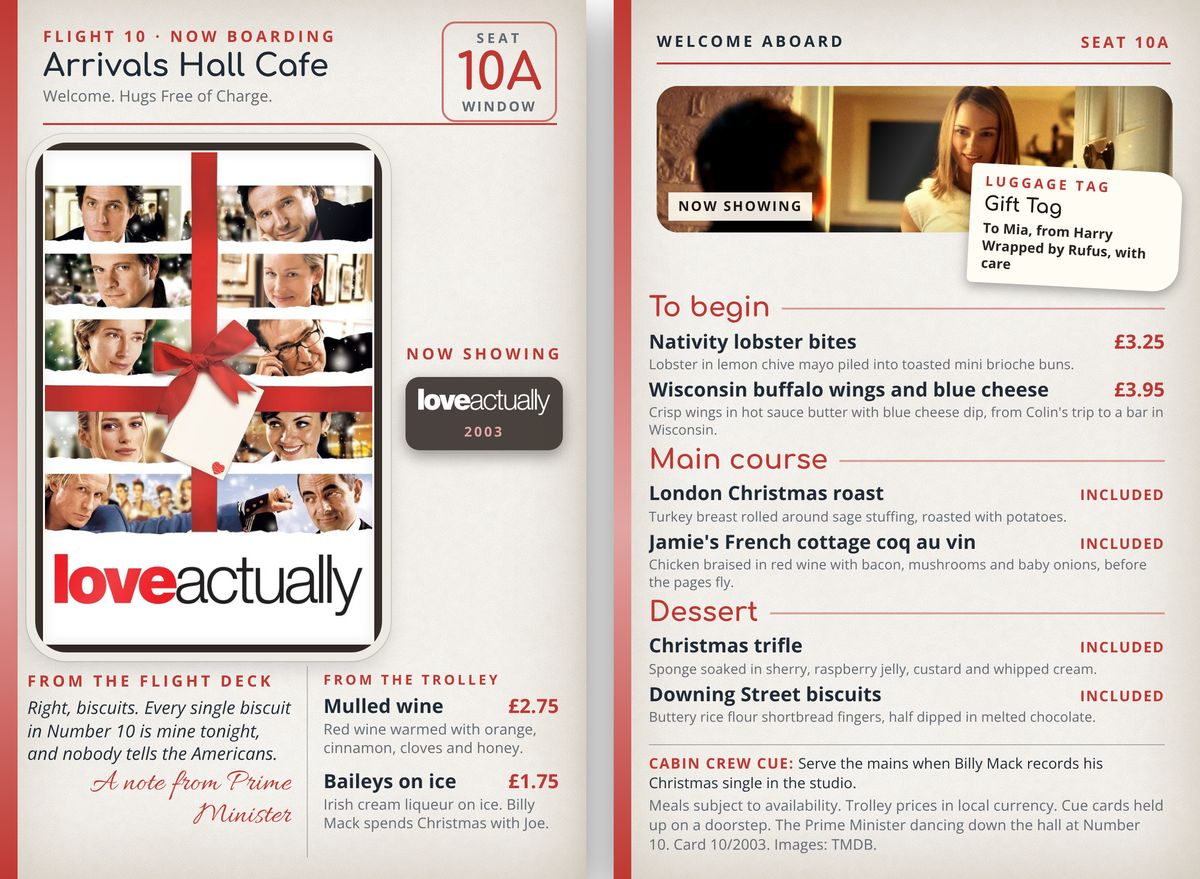 FLIGHT 10 · NOW BOARDING
Arrivals Hall Cafe
Welcome. Hugs Free of Charge.
SEAT
10A
WINDOW
loveactually
NOW SHOWING
loveactually
2003
FROM THE FLIGHT DECK
Right, biscuits. Every single biscuit
in Number 10 is mine tonight,
and nobody tells the Americans.
A note from Prime
Minister
FROM THE TROLLEY
Mulled wine £2.75
Red wine warmed with orange,
cinnamon, cloves and honey.
Baileys on ice £1.75
Irish cream liqueur on ice. Billy
Mack spends Christmas with Joe.
WELCOME ABOARD
SEAT 10A
NOW SHOWING
LUGGAGE TAG
Gift Tag
To Mia, from Harry
Wrapped by Rufus, with
care
To begin
Nativity lobster bites £3.25
Lobster in lemon chive mayo piled into toasted mini brioche buns.
Wisconsin buffalo wings and blue cheese £3.95
Crisp wings in hot sauce butter with blue cheese dip, from Colin's trip to a bar in
Wisconsin.
Main course
London Christmas roast INCLUDED
Turkey breast rolled around sage stuffing, roasted with potatoes.
Jamie's French cottage coq au vin INCLUDED
Chicken braised in red wine with bacon, mushrooms and baby onions, before
the pages fly.
Dessert
Christmas trifle INCLUDED
Sponge soaked in sherry, raspberry jelly, custard and whipped cream.
Downing Street biscuits INCLUDED
Buttery rice flour shortbread fingers, half dipped in melted chocolate.
CABIN CREW CUE: Serve the mains when Billy Mack records his
Christmas single in the studio.
Meals subject to availability. Trolley prices in local currency. Cue cards held
up on a doorstep. The Prime Minister dancing down the hall at Number
10. Card 10/2003. Images: TMDB.